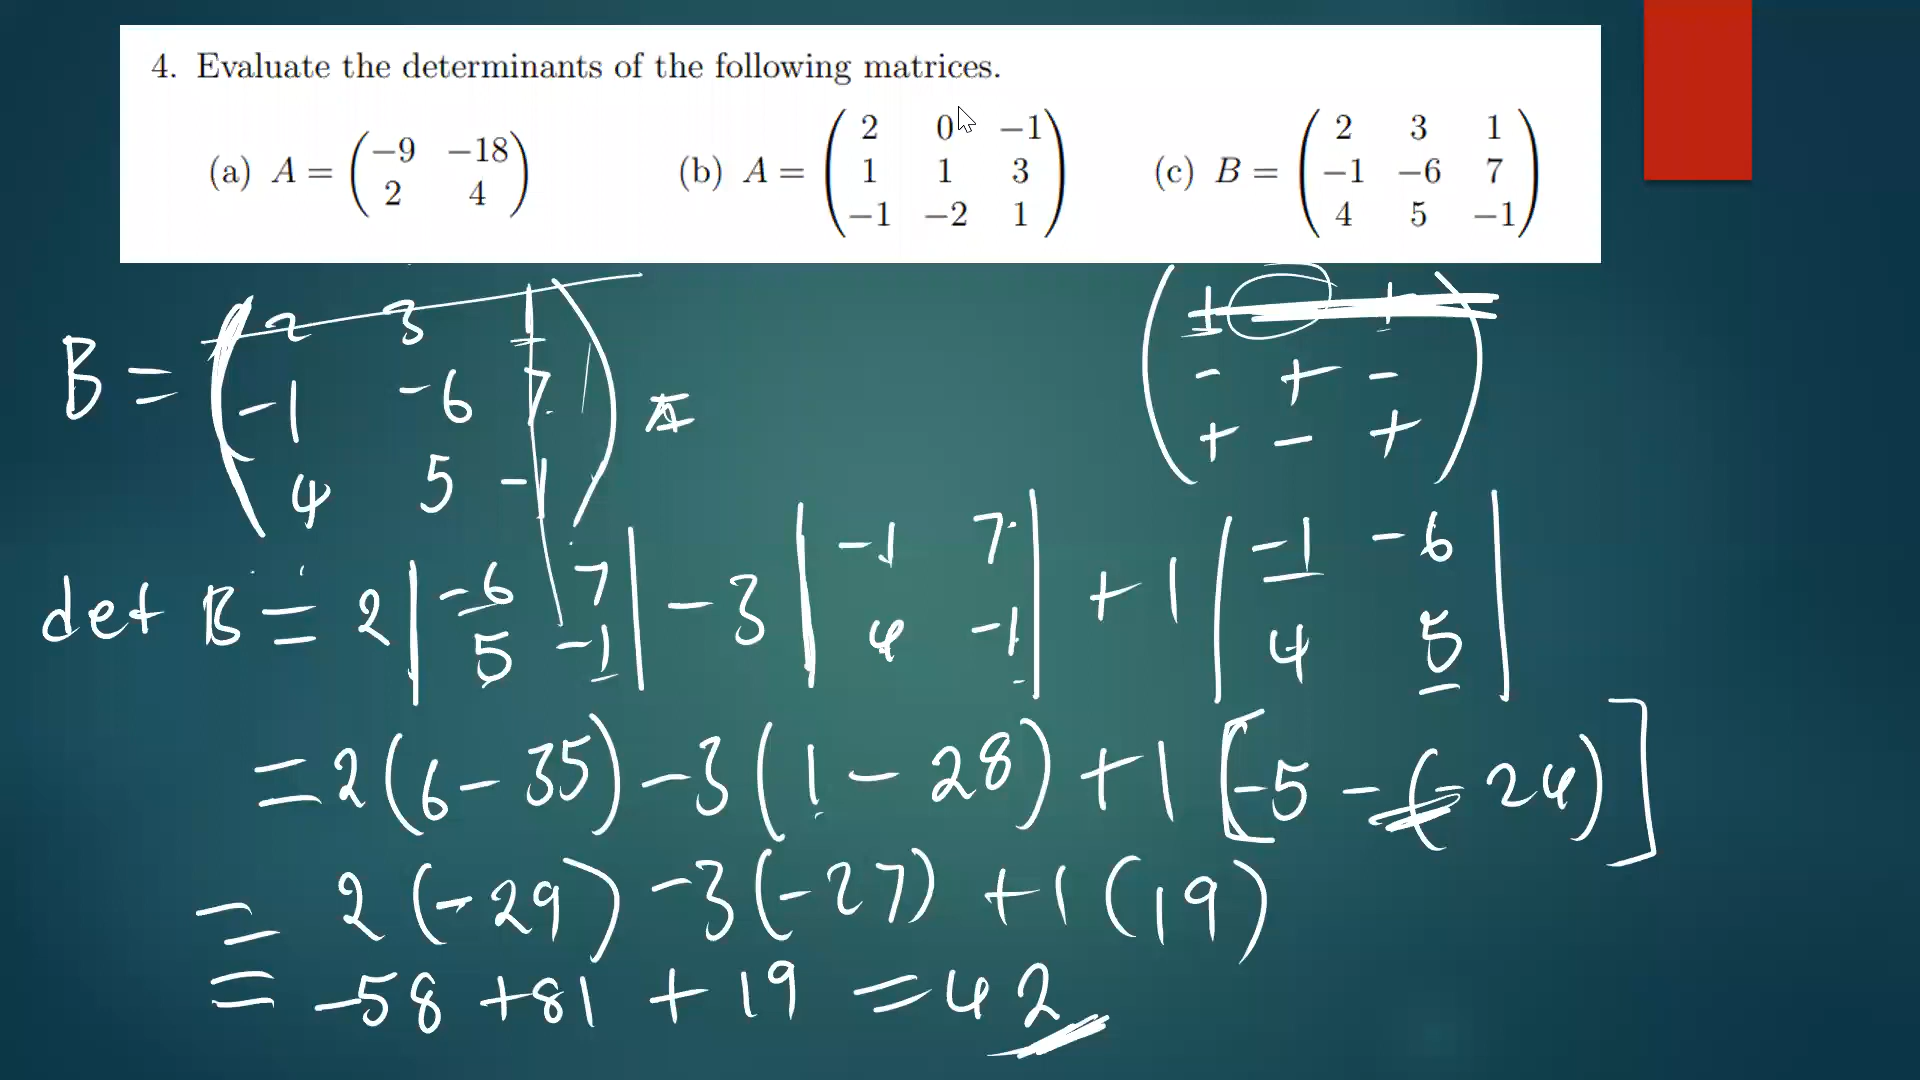 4. Evaluate the determinants of the following matrices.
(a) A = (−9 −18
2 4)
(b) A = (2 0 −1
1 1 3
−1 −2 1)
(c) B = (2 3 1
−1 −6 7
4 5 −1)
B = (2 3 1
-1 -6 7
4 5 -1)
(+ +
- + -
+ - +)
det B = 2 |-6 7
5 -1| - 3 |-1 7
4 -1| + 1 |-1 -6
4 5|
= 2(6 - 35) - 3(1 - 28) + 1[-5 - (-24)]
= 2(-29) - 3(-27) + 1(19)
= -58 + 81 + 19 = 42